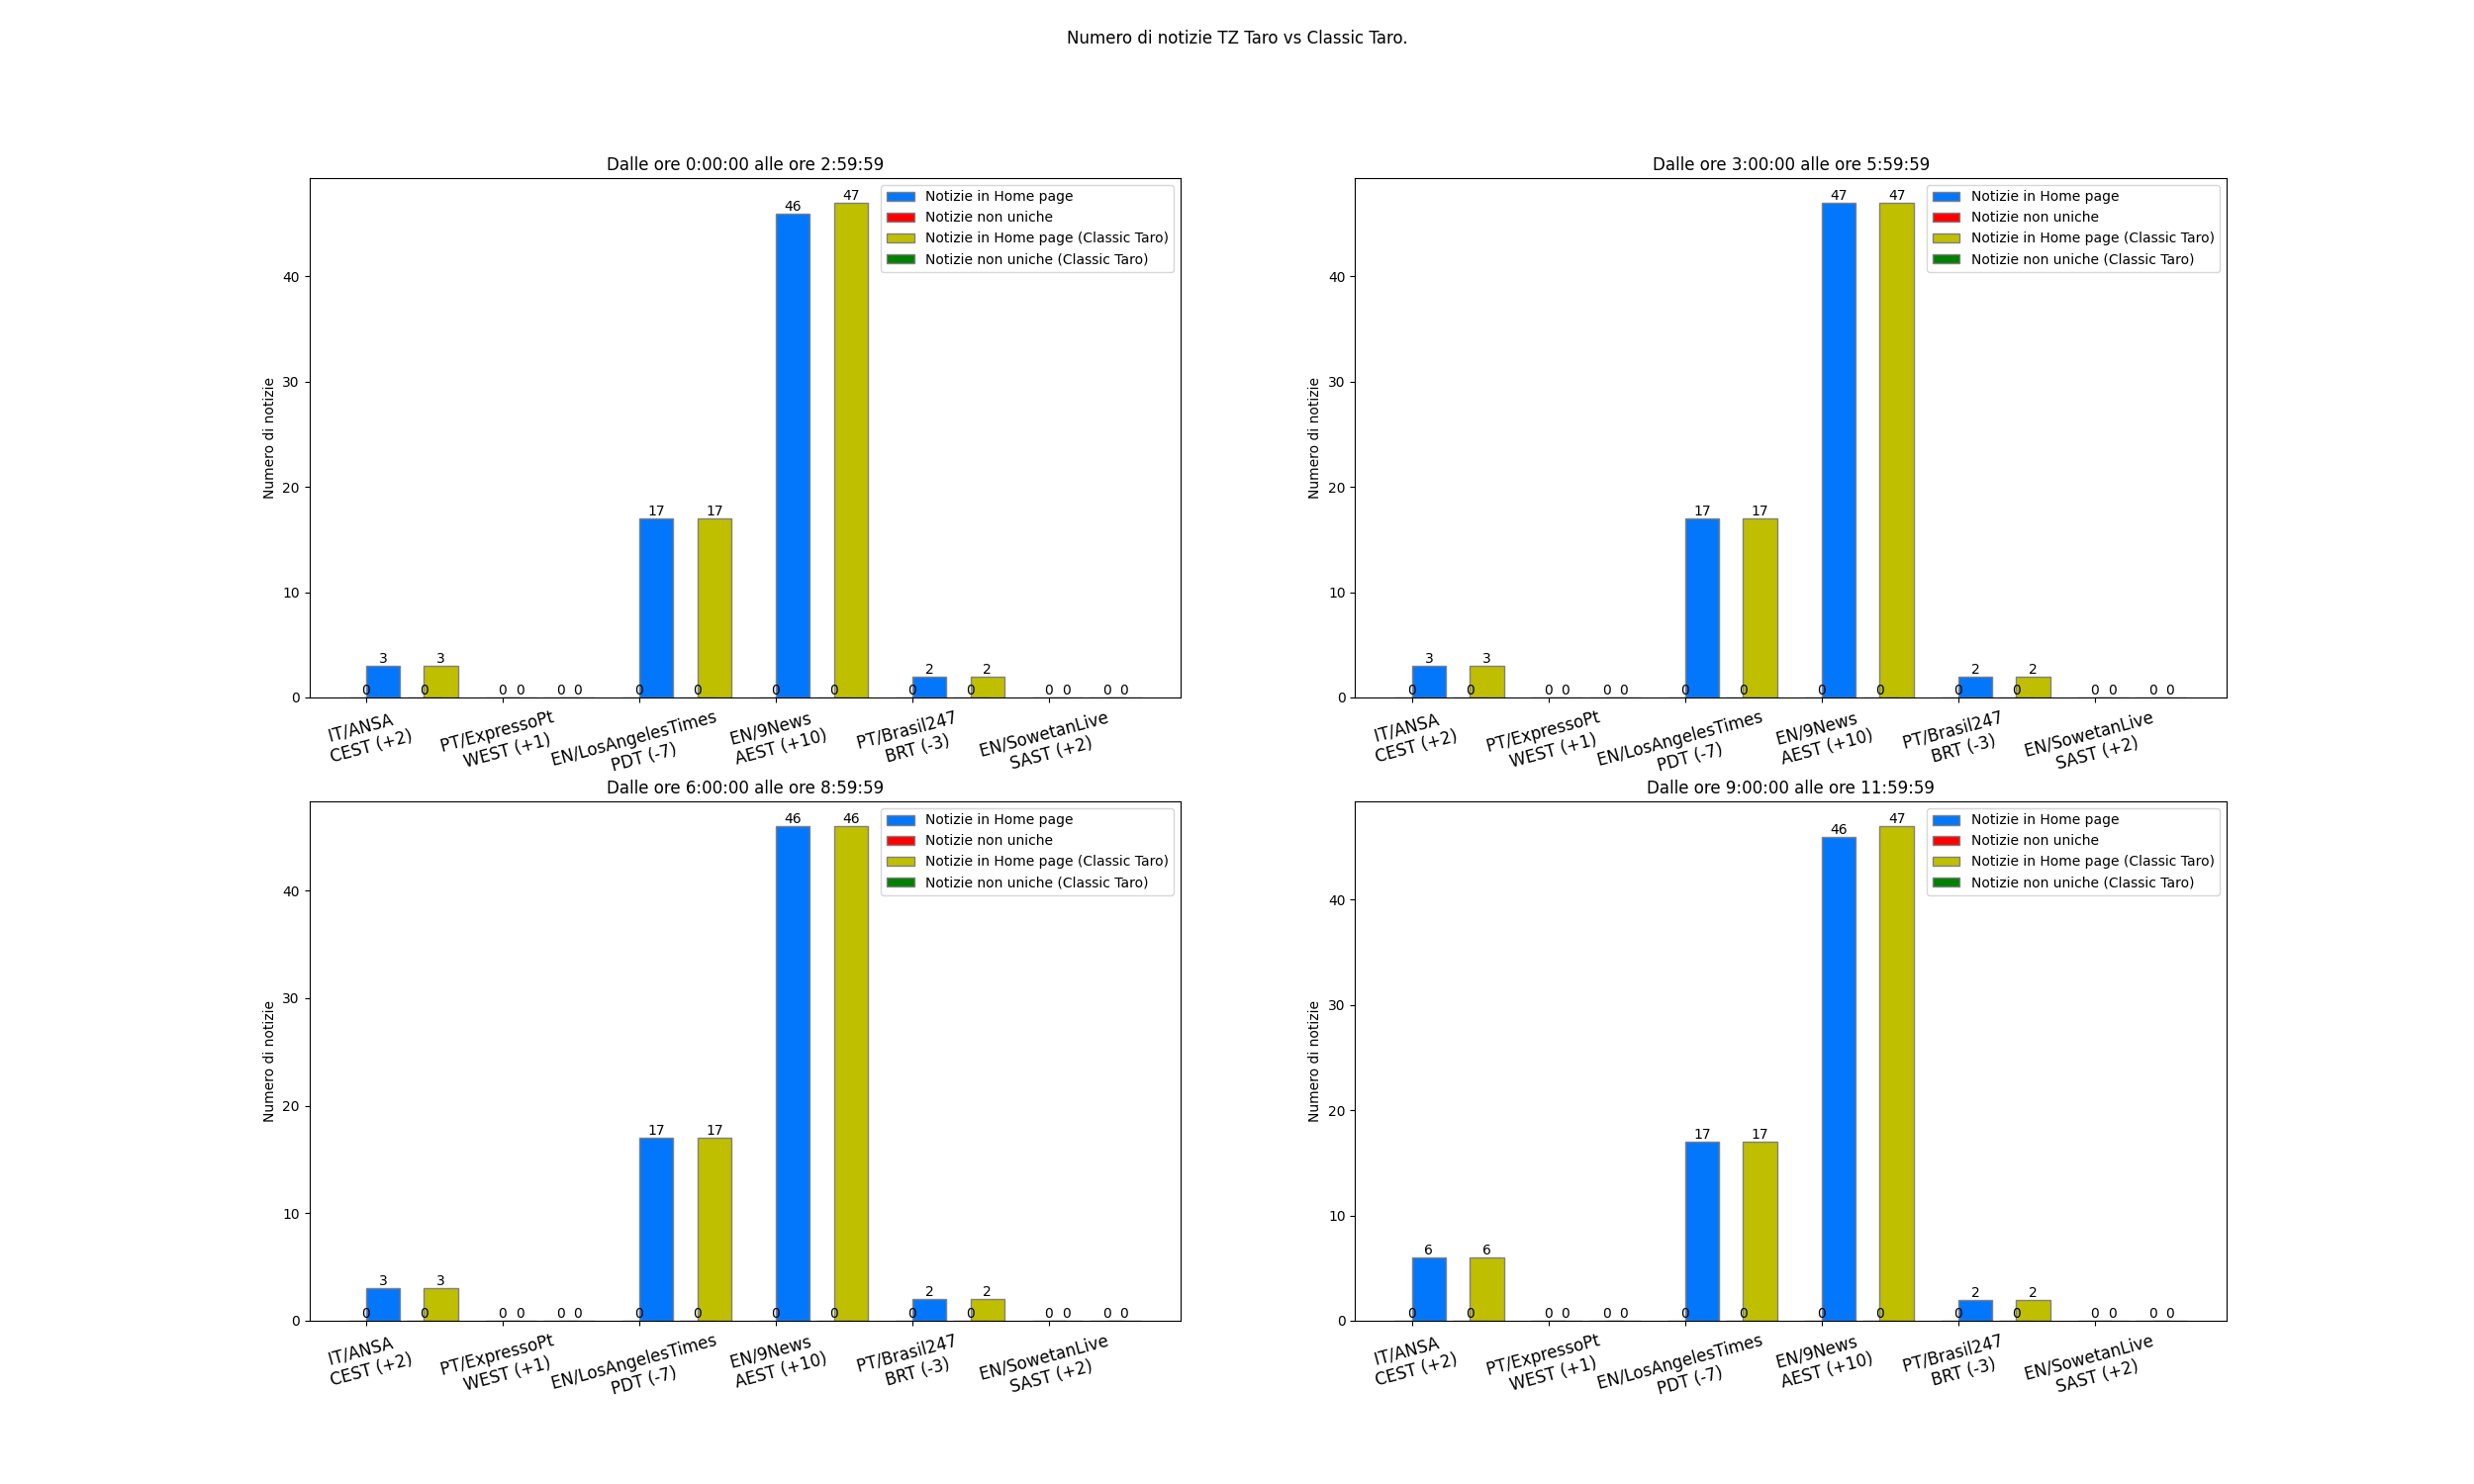 Numero di notizie TZ Taro vs Classic Taro.
Dalle ore 0:00:00 alle ore 2:59:59
Numero di notizie
40
30
20
10
0
Notizie in Home page
Notizie non uniche
Notizie in Home page (Classic Taro)
Notizie non uniche (Classic Taro)
3 3 0 0 0 0 17 17 46 47 2 2 0 0 0 0
0 0 0 0 0 0 0 0
IT/ANSA
CEST (+2)
PT/ExpressoPt
WEST (+1)
EN/LosAngelesTimes
PDT (-7)
EN/9News
AEST (+10)
PT/Brasil247
BRT (-3)
EN/SowetanLive
SAST (+2)
Dalle ore 3:00:00 alle ore 5:59:59
Numero di notizie
40
30
20
10
0
Notizie in Home page
Notizie non uniche
Notizie in Home page (Classic Taro)
Notizie non uniche (Classic Taro)
3 3 0 0 0 0 17 17 47 47 2 2 0 0 0 0
0 0 0 0 0 0 0 0
IT/ANSA
CEST (+2)
PT/ExpressoPt
WEST (+1)
EN/LosAngelesTimes
PDT (-7)
EN/9News
AEST (+10)
PT/Brasil247
BRT (-3)
EN/SowetanLive
SAST (+2)
Dalle ore 6:00:00 alle ore 8:59:59
Numero di notizie
40
30
20
10
0
Notizie in Home page
Notizie non uniche
Notizie in Home page (Classic Taro)
Notizie non uniche (Classic Taro)
3 3 0 0 0 0 17 17 46 46 2 2 0 0 0 0
0 0 0 0 0 0 0 0
IT/ANSA
CEST (+2)
PT/ExpressoPt
WEST (+1)
EN/LosAngelesTimes
PDT (-7)
EN/9News
AEST (+10)
PT/Brasil247
BRT (-3)
EN/SowetanLive
SAST (+2)
Dalle ore 9:00:00 alle ore 11:59:59
Numero di notizie
40
30
20
10
0
Notizie in Home page
Notizie non uniche
Notizie in Home page (Classic Taro)
Notizie non uniche (Classic Taro)
6 6 0 0 0 0 17 17 46 47 2 2 0 0 0 0
0 0 0 0 0 0 0 0
IT/ANSA
CEST (+2)
PT/ExpressoPt
WEST (+1)
EN/LosAngelesTimes
PDT (-7)
EN/9News
AEST (+10)
PT/Brasil247
BRT (-3)
EN/SowetanLive
SAST (+2)